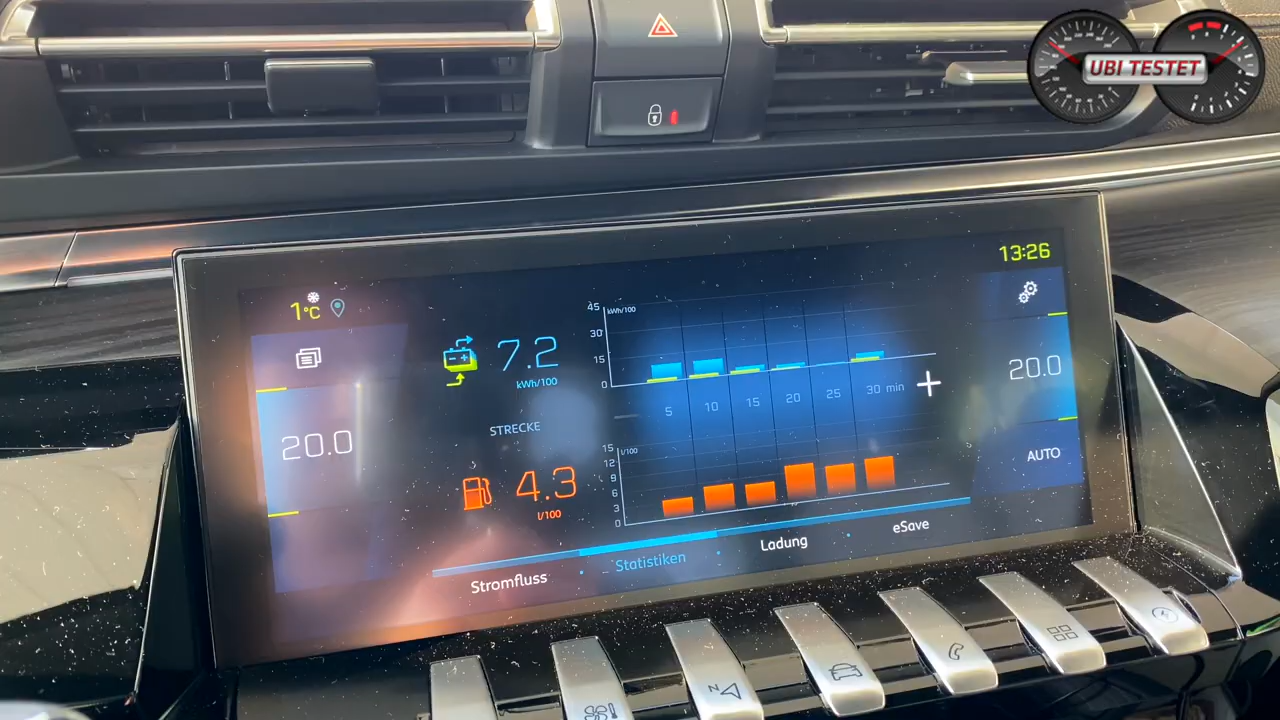 UBI TESTET
13:26
1°C
20.0
7.2
kWh/100
STRECKE
4.3
l/100
45
kWh/100
30
15
0
5
10
15
20
25
30 min
15
l/100
12
9
6
3
0
+
20.0
AUTO
Stromfluss
Statistiken
Ladung
eSave
N